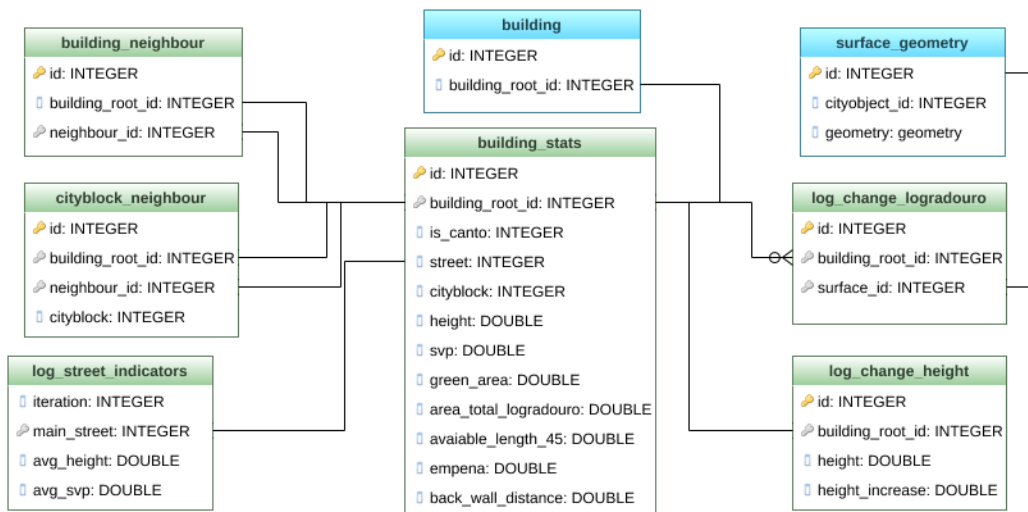 building_neighbour
id: INTEGER
building_root_id: INTEGER
neighbour_id: INTEGER
cityblock_neighbour
id: INTEGER
building_root_id: INTEGER
neighbour_id: INTEGER
cityblock: INTEGER
log_street_indicators
iteration: INTEGER
main_street: INTEGER
avg_height: DOUBLE
avg_svp: DOUBLE
building
id: INTEGER
building_root_id: INTEGER
building_stats
id: INTEGER
building_root_id: INTEGER
is_canto: INTEGER
street: INTEGER
cityblock: INTEGER
height: DOUBLE
svp: DOUBLE
green_area: DOUBLE
area_total_logradouro: DOUBLE
avaiable_length_45: DOUBLE
empena: DOUBLE
back_wall_distance: DOUBLE
surface_geometry
id: INTEGER
cityobject_id: INTEGER
geometry: geometry
log_change_logradouro
id: INTEGER
building_root_id: INTEGER
surface_id: INTEGER
log_change_height
id: INTEGER
building_root_id: INTEGER
height: DOUBLE
height_increase: DOUBLE